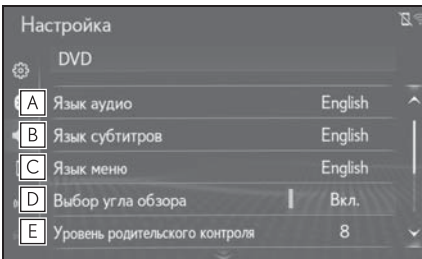 Настройка
DVD
A Язык аудио English
B Язык субтитров English
C Язык меню English
D Выбор угла обзора Вкл.
E Уровень родительского контроля 8